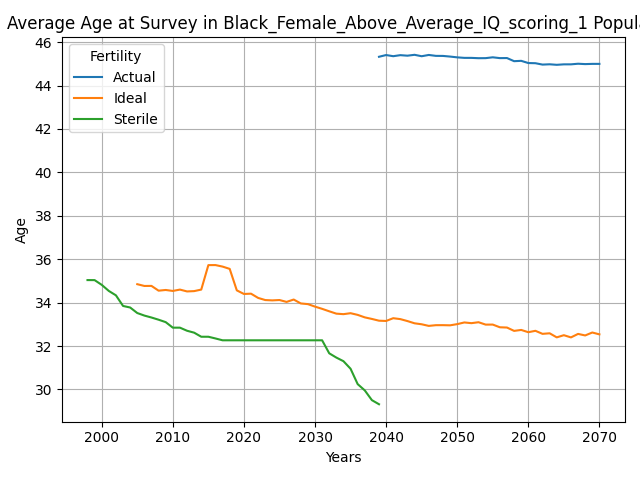 Average Age at Survey in Black_Female_Above_Average_IQ_scoring_1 Popul
Fertility
Actual
Ideal
Sterile
46
44
42
40
38
36
34
32
30
Age
2000 2010 2020 2030 2040 2050 2060 2070
Years